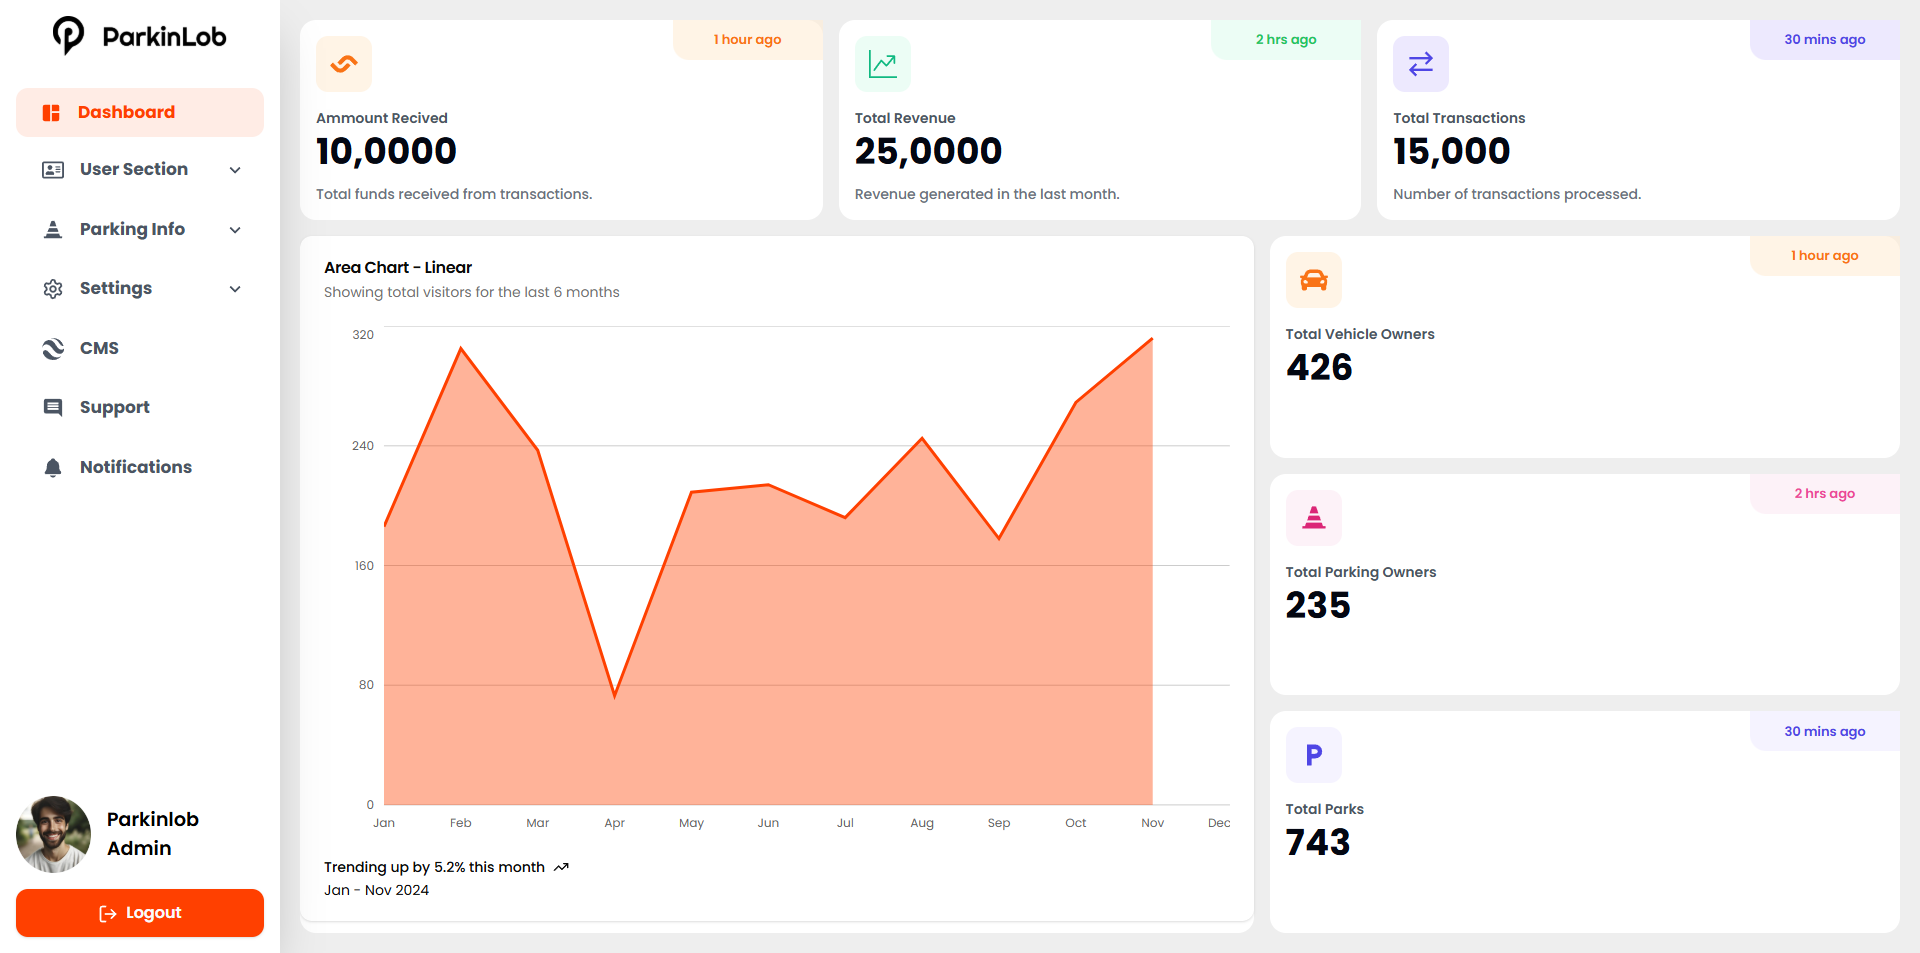 ParkinLob
Dashboard
User Section
Parking Info
Settings
CMS
Support
Notifications
Parkinlob
Admin
Logout
1 hour ago
Ammount Recived
10,0000
Total funds received from transactions.
2 hrs ago
Total Revenue
25,0000
Revenue generated in the last month.
30 mins ago
Total Transactions
15,000
Number of transactions processed.
Area Chart - Linear
Showing total visitors for the last 6 months
320
240
160
80
0
Jan Feb Mar Apr May Jun Jul Aug Sep Oct Nov Dec
Trending up by 5.2% this month
Jan - Nov 2024
1 hour ago
Total Vehicle Owners
426
2 hrs ago
Total Parking Owners
235
30 mins ago
P
Total Parks
743